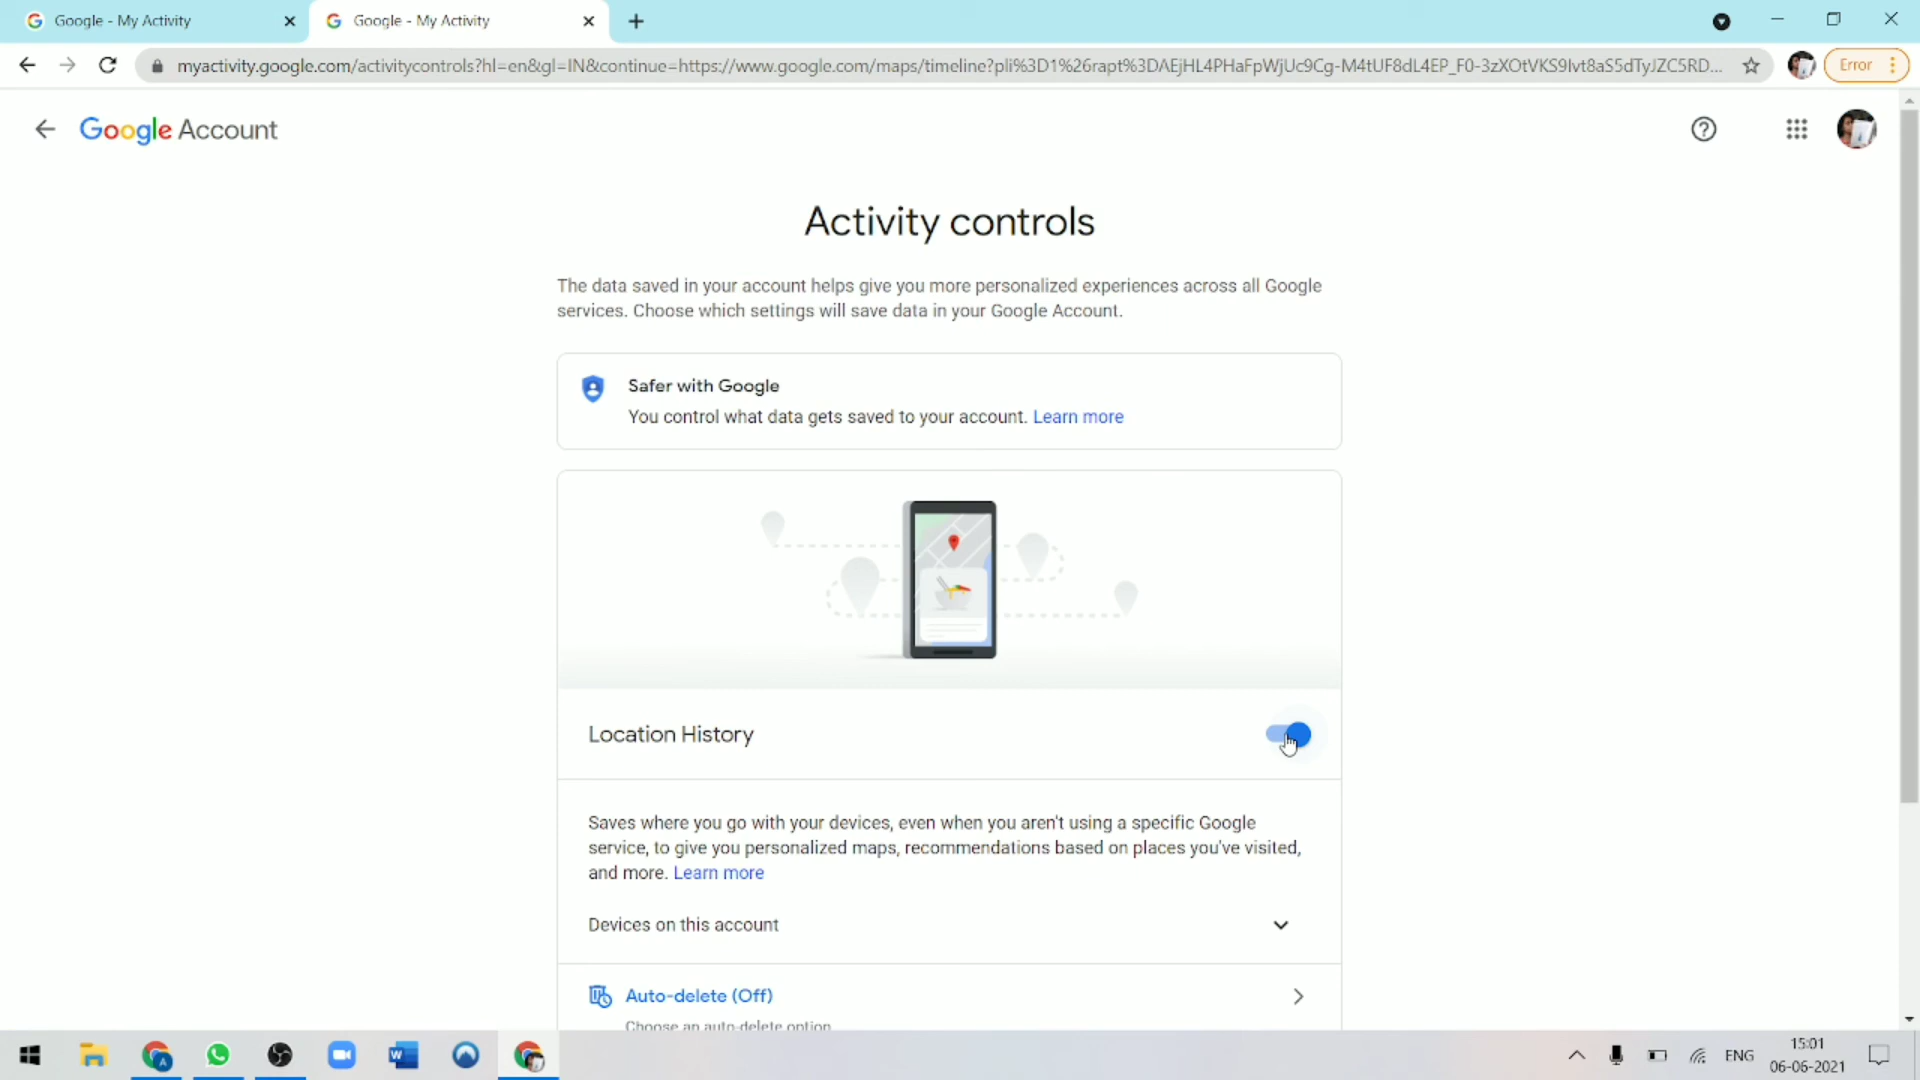 Google - My Activity
Google - My Activity
myactivity.google.com/activitycontrols?hl=en&gl=IN&continue=https://www.google.com/maps/timeline?pli%3D1%26rapt%3DAEjHL4PHaFpWjUc9Cg-M4tUF8dL4EP_F0-3zXOtVKS9lvt8aS5dTyJZC5RD...
Error
Google Account
Activity controls
The data saved in your account helps give you more personalized experiences across all Google
services. Choose which settings will save data in your Google Account.
Safer with Google
You control what data gets saved to your account. Learn more
Location History
Saves where you go with your devices, even when you aren't using a specific Google
service, to give you personalized maps, recommendations based on places you've visited,
and more. Learn more
Devices on this account
Auto-delete (Off)
Choose an auto-delete option
ENG
15:01
06-06-2021